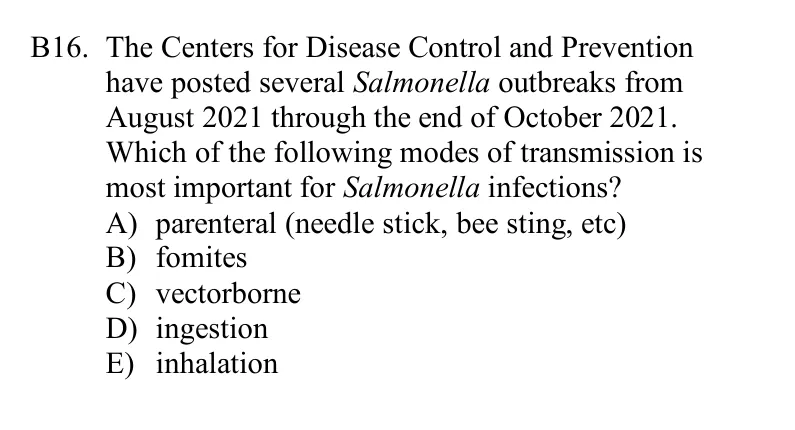 B16. The Centers for Disease Control and Prevention
have posted several Salmonella outbreaks from
August 2021 through the end of October 2021.
Which of the following modes of transmission is
most important for Salmonella infections?
A) parenteral (needle stick, bee sting, etc)
B) fomites
C) vectorborne
D) ingestion
E) inhalation